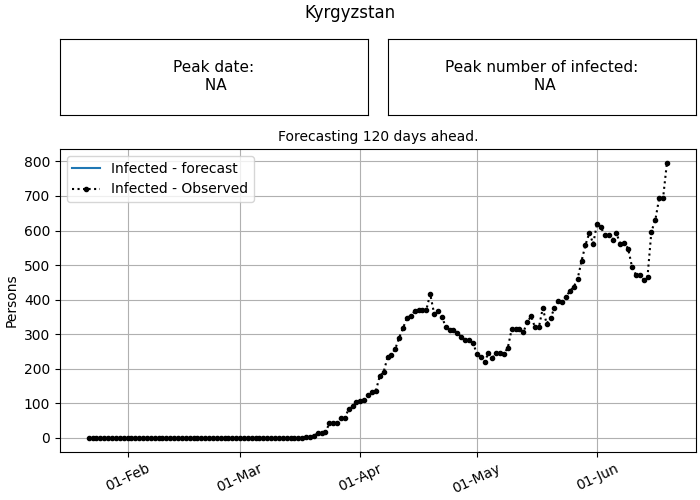 Kyrgyzstan
Peak date:
NA
Peak number of infected:
NA
Forecasting 120 days ahead.
Infected - forecast
Infected - Observed
Persons
800
700
600
500
400
300
200
100
0
01-Feb
01-Mar
01-Apr
01-May
01-Jun